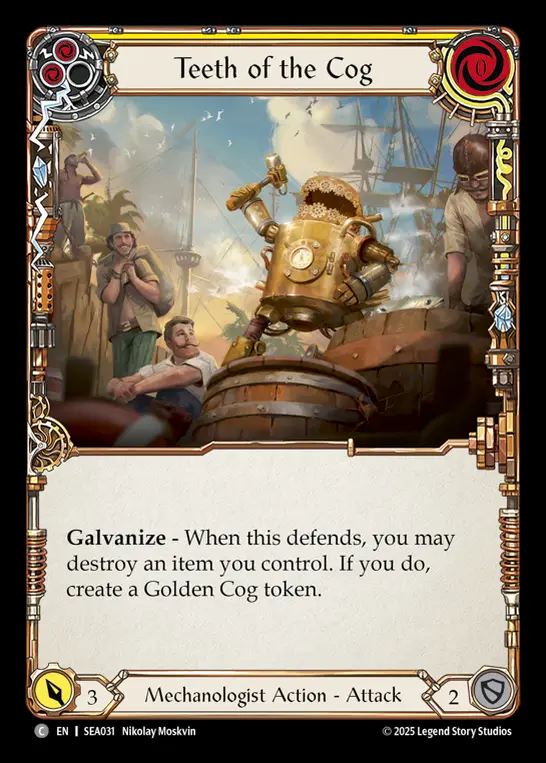 Teeth of the Cog
0
Galvanize - When this defends, you may
destroy an item you control. If you do,
create a Golden Cog token.
3
Mechanologist Action - Attack
2
C EN | SEA031 Nikolay Moskvin
© 2025 Legend Story Studios